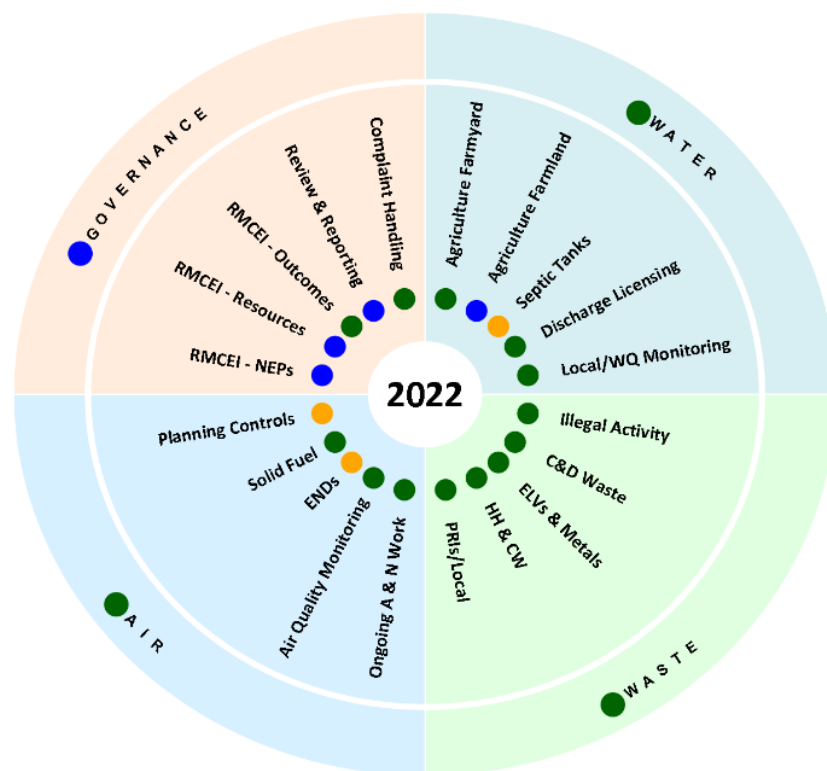 GOVERNANCE
Complaint Handling
Review & Reporting
RMCEI - Outcomes
RMCEI - Resources
RMCEI - NEPs
WATER
Agriculture Farmyard
Agriculture Farmland
Septic Tanks
Discharge Licensing
Local/WQ Monitoring
2022
Planning Controls
Solid Fuel
ENDs
Air Quality Monitoring
Ongoing A & N Work
AIR
Illegal Activity
C&D Waste
ELVs & Metals
HH & CW
PRIs/Local
WASTE